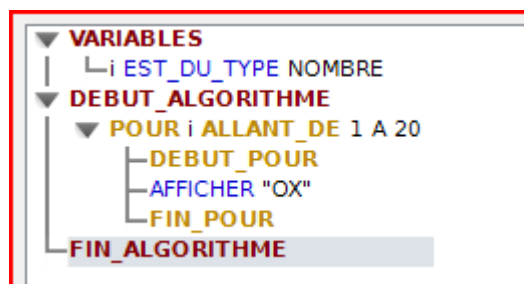 VARIABLES
i EST_DU_TYPE NOMBRE
DEBUT_ALGORITHME
POUR i ALLANT_DE 1 A 20
DEBUT_POUR
AFFICHER "OX"
FIN_POUR
FIN_ALGORITHME